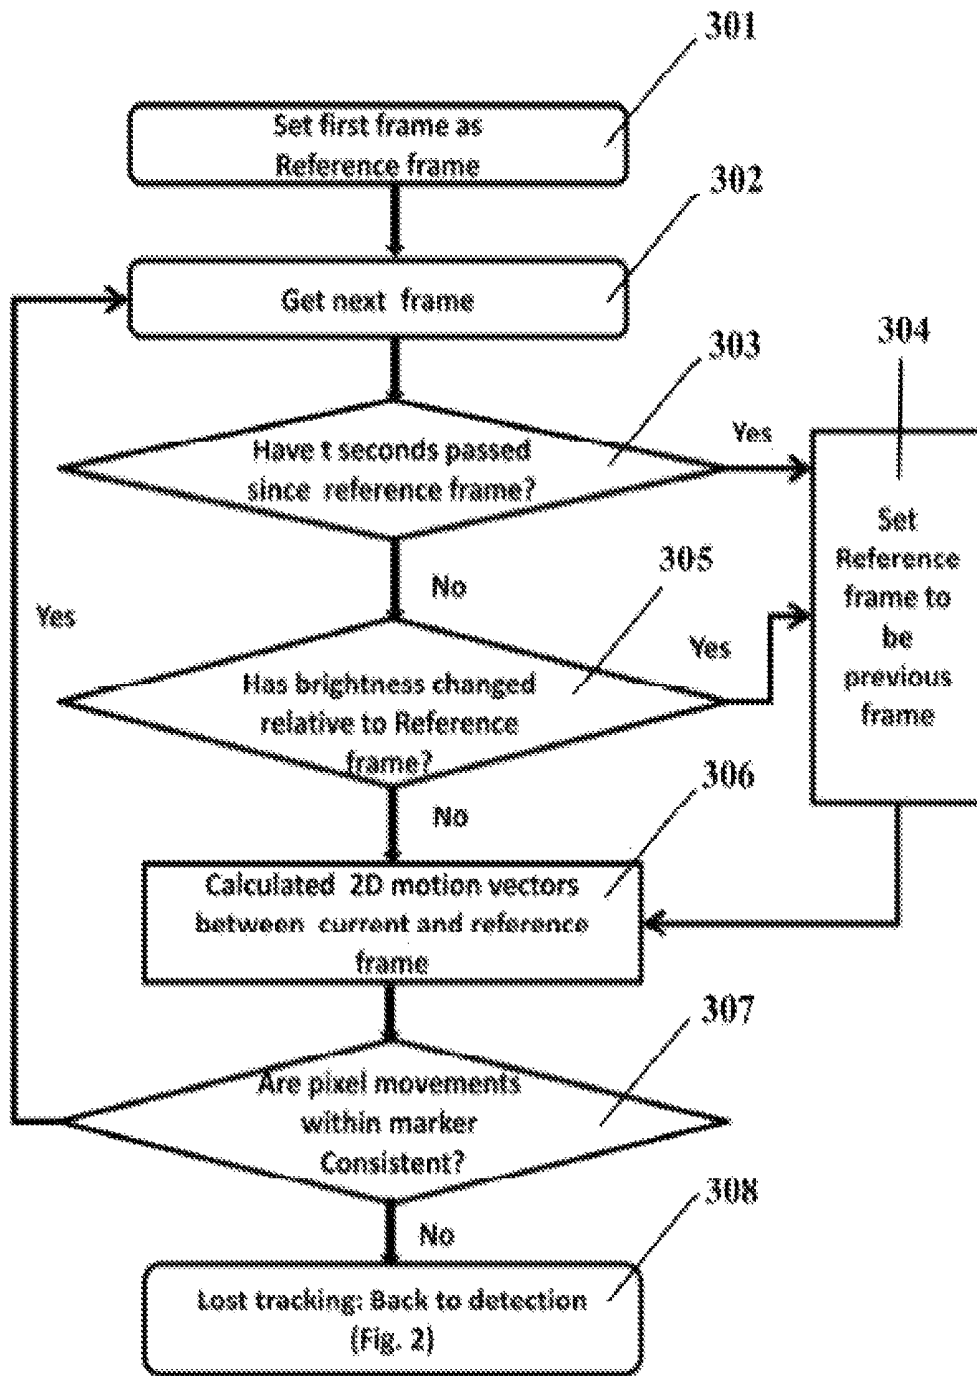 301
Set first frame as
Reference frame
302
Get next frame
303
Have t seconds passed
since reference frame?
Yes
304
Set
Reference
frame to
be
previous
frame
No
305
Has brightness changed
relative to Reference
frame?
Yes
Yes
No
306
Calculated 2D motion vectors
between current and reference
frame
307
Are pixel movements
within marker
Consistent?
No
308
Lost tracking: Back to detection
(Fig. 2)